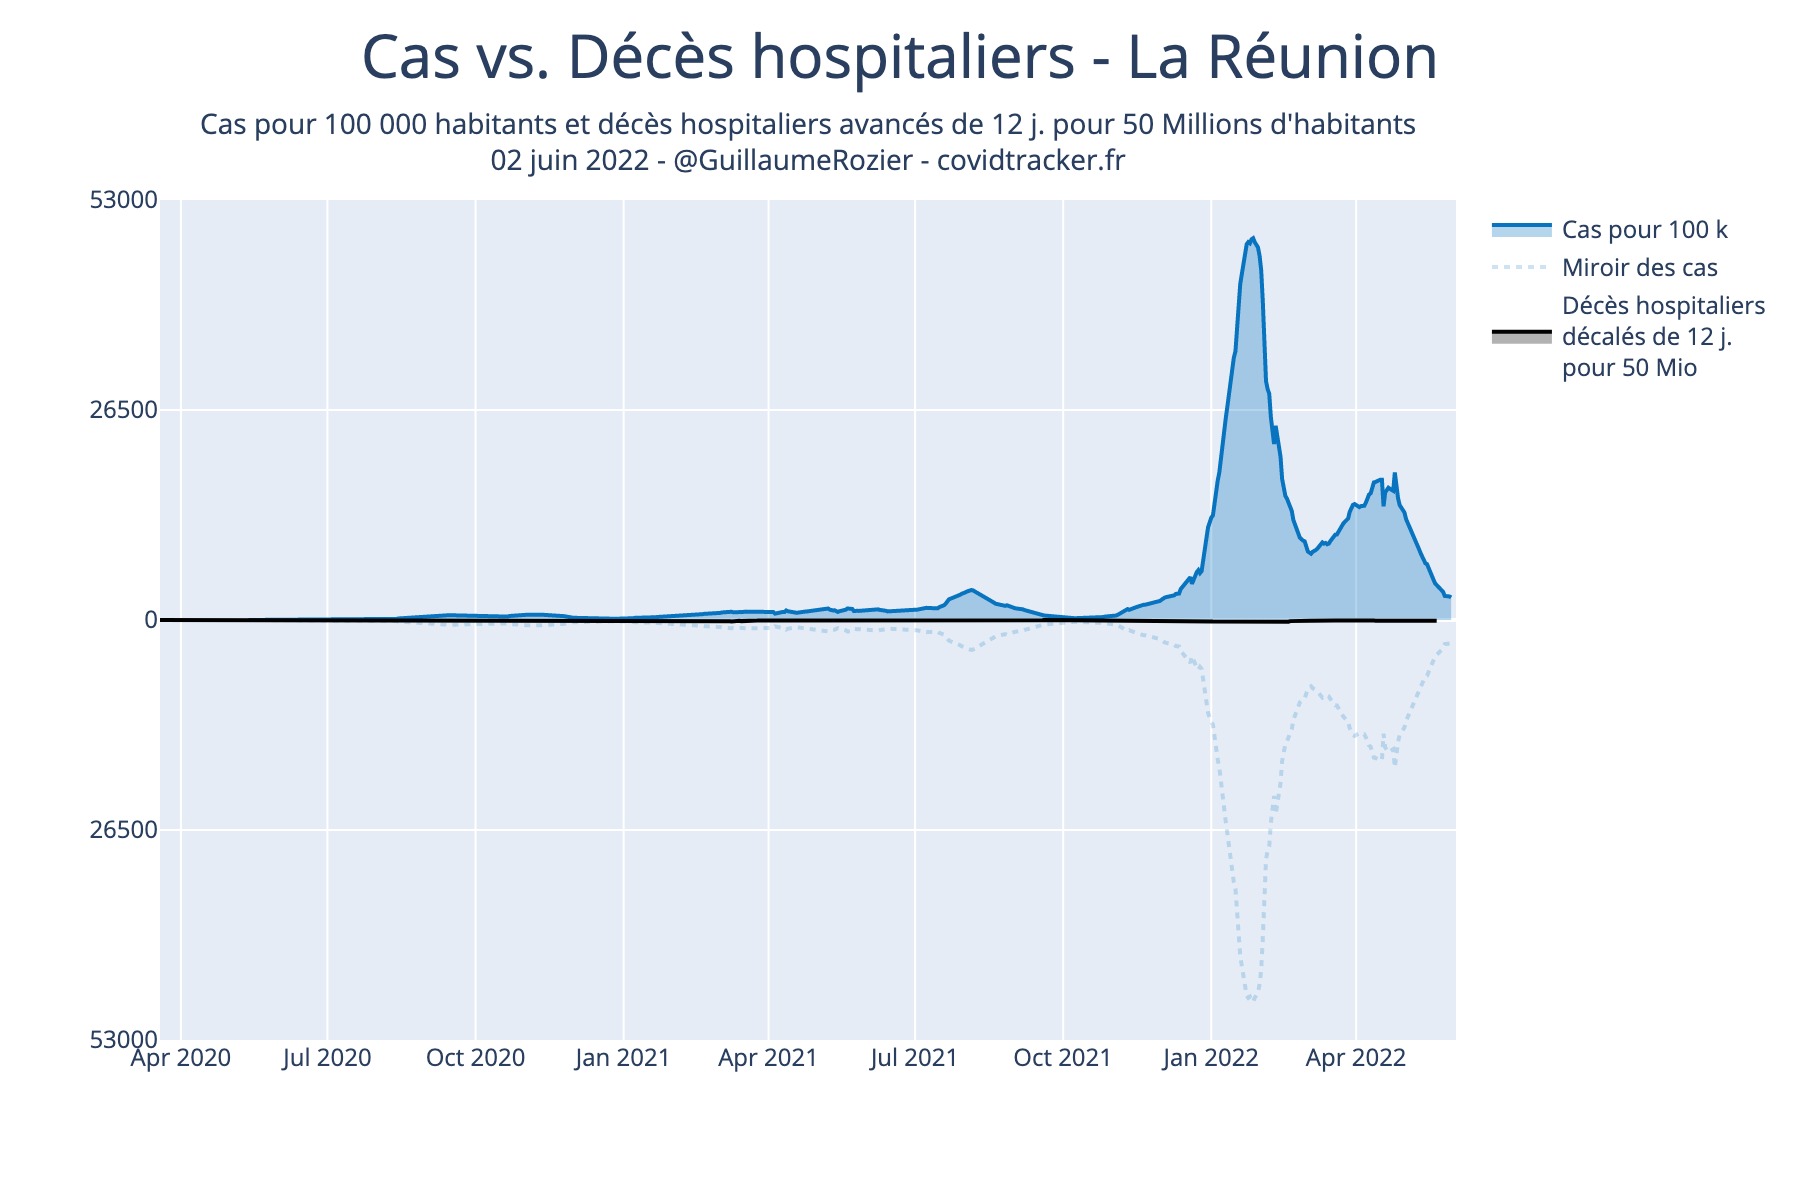 Cas vs. Décès hospitaliers - La Réunion
Cas pour 100 000 habitants et décès hospitaliers avancés de 12 j. pour 50 Millions d'habitants
02 juin 2022 - @GuillaumeRozier - covidtracker.fr
53000
26500
0
26500
53000
Apr 2020 Jul 2020 Oct 2020 Jan 2021 Apr 2021 Jul 2021 Oct 2021 Jan 2022 Apr 2022
Cas pour 100 k
Miroir des cas
Décès hospitaliers
décalés de 12 j.
pour 50 Mio